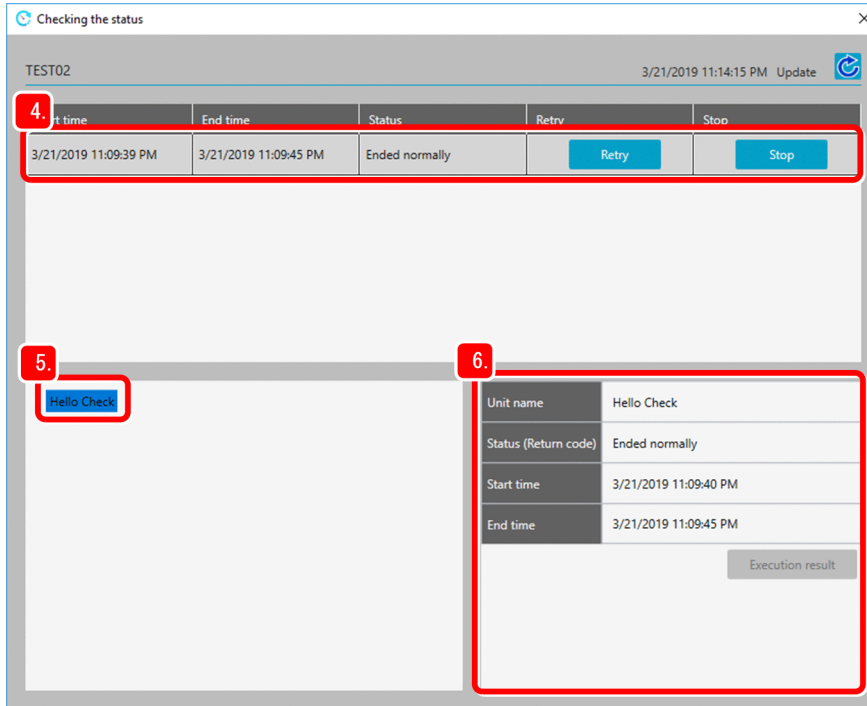 Checking the status
TEST02
3/21/2019 11:14:15 PM Update
4.
rt time End time Status Retry Stop
3/21/2019 11:09:39 PM 3/21/2019 11:09:45 PM Ended normally Retry Stop
5.
6.
Hello Check
Unit name Hello Check
Status (Return code) Ended normally
Start time 3/21/2019 11:09:40 PM
End time 3/21/2019 11:09:45 PM
Execution result